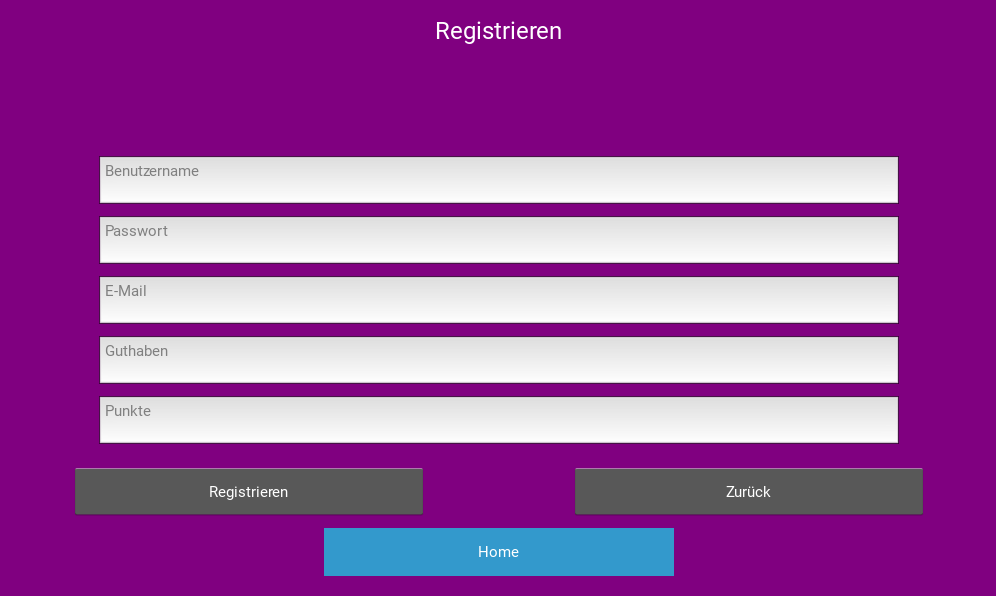 Registrieren
Benutzername
Passwort
E-Mail
Guthaben
Punkte
Registrieren
Zurück
Home